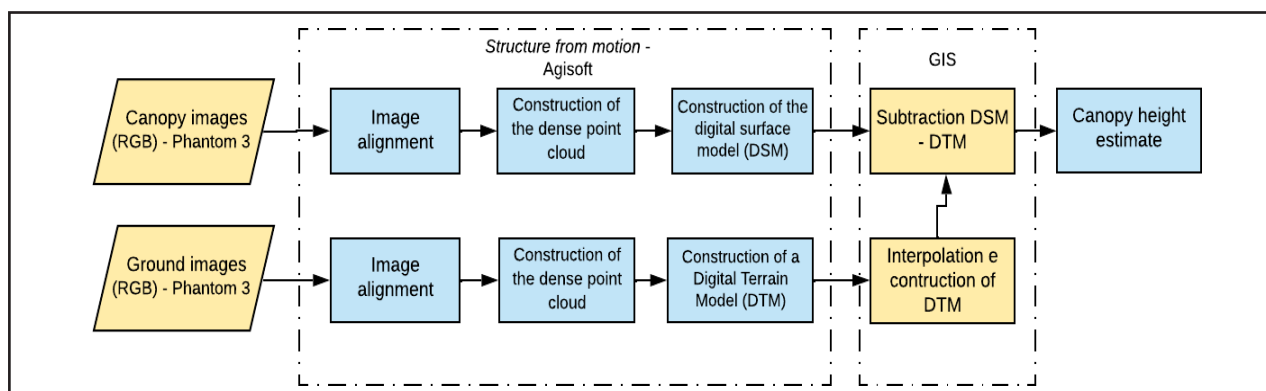 Structure from motion -
Agisoft
GIS
Canopy images
(RGB) - Phantom 3
Image
alignment
Construction of
the dense point
cloud
Construction of the
digital surface
model (DSM)
Subtraction DSM
- DTM
Canopy height
estimate
Ground images
(RGB) - Phantom 3
Image
alignment
Construction of
the dense point
cloud
Construction of a
Digital Terrain
Model (DTM)
Interpolation e
contruction of
DTM